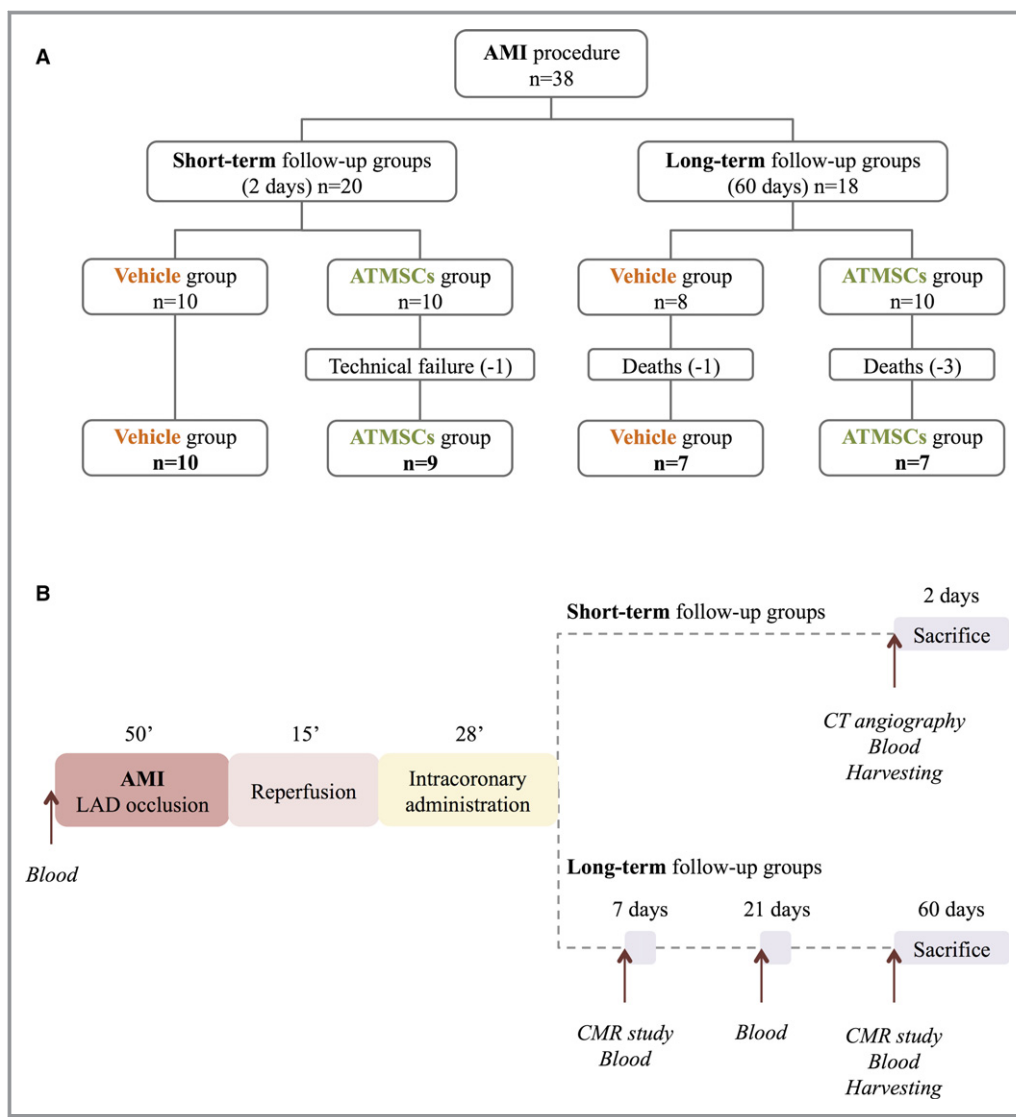 A
AMI procedure
n=38
Short-term follow-up groups
(2 days) n=20
Long-term follow-up groups
(60 days) n=18
Vehicle group
n=10
ATMSCs group
n=10
Vehicle group
n=8
ATMSCs group
n=10
Technical failure (-1)
Deaths (-1)
Deaths (-3)
Vehicle group
n=10
ATMSCs group
n=9
Vehicle group
n=7
ATMSCs group
n=7
B
Short-term follow-up groups
2 days
Sacrifice
CT angiography
Blood
Harvesting
50’
15’
28’
AMI
LAD occlusion
Reperfusion
Intracoronary
administration
Blood
Long-term follow-up groups
7 days
21 days
60 days
Sacrifice
CMR study
Blood
Blood
CMR study
Blood
Harvesting